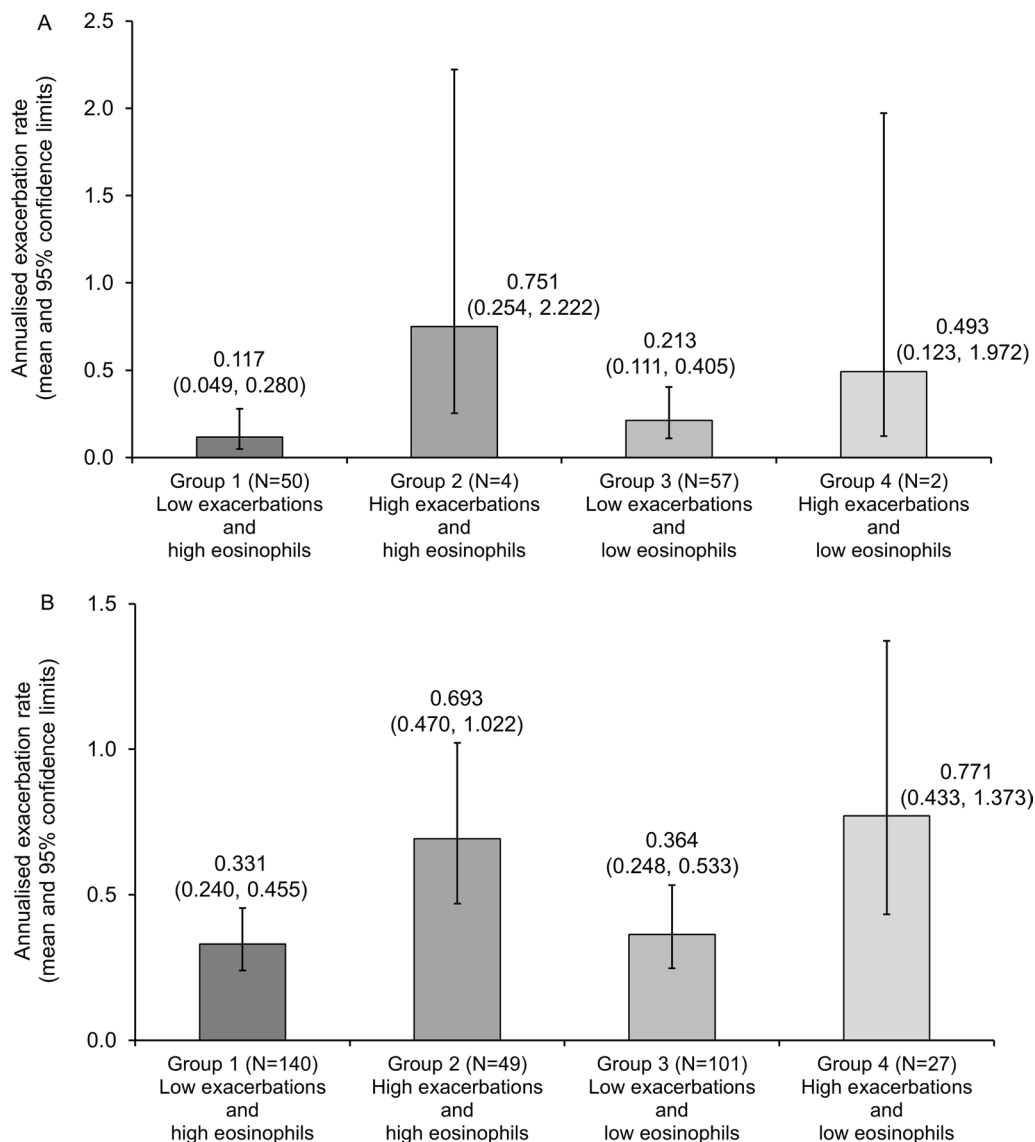 A
Annualised exacerbation rate
(mean and 95% confidence limits)
2.5
2.0
1.5
1.0
0.5
0.0
0.117
(0.049, 0.280)
0.751
(0.254, 2.222)
0.213
(0.111, 0.405)
0.493
(0.123, 1.972)
Group 1 (N=50)
Low exacerbations
and
high eosinophils
Group 2 (N=4)
High exacerbations
and
high eosinophils
Group 3 (N=57)
Low exacerbations
and
low eosinophils
Group 4 (N=2)
High exacerbations
and
low eosinophils
B
Annualised exacerbation rate
(mean and 95% confidence limits)
1.5
1.0
0.5
0.0
0.331
(0.240, 0.455)
0.693
(0.470, 1.022)
0.364
(0.248, 0.533)
0.771
(0.433, 1.373)
Group 1 (N=140)
Low exacerbations
and
high eosinophils
Group 2 (N=49)
High exacerbations
and
high eosinophils
Group 3 (N=101)
Low exacerbations
and
low eosinophils
Group 4 (N=27)
High exacerbations
and
low eosinophils